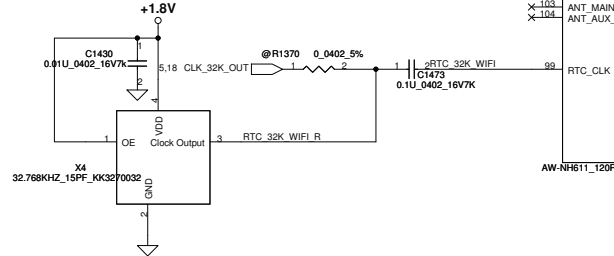 +1.8V
103
ANT_MAIN
104
ANT_AUX_
1
C1430
0.01U_0402_16V7k
2
5,18 CLK_32K_OUT
@R1370 0_0402_5%
1 2
1 2
RTC_32K_WIFI
C1473
0.1U_0402_16V7K
99
RTC_CLK
4
VDD
1
OE
Clock Output
3
RTC_32K_WIFI_R
X4
32.768KHZ_15PF_KK3270032
GND
2
AW-NH611_120P